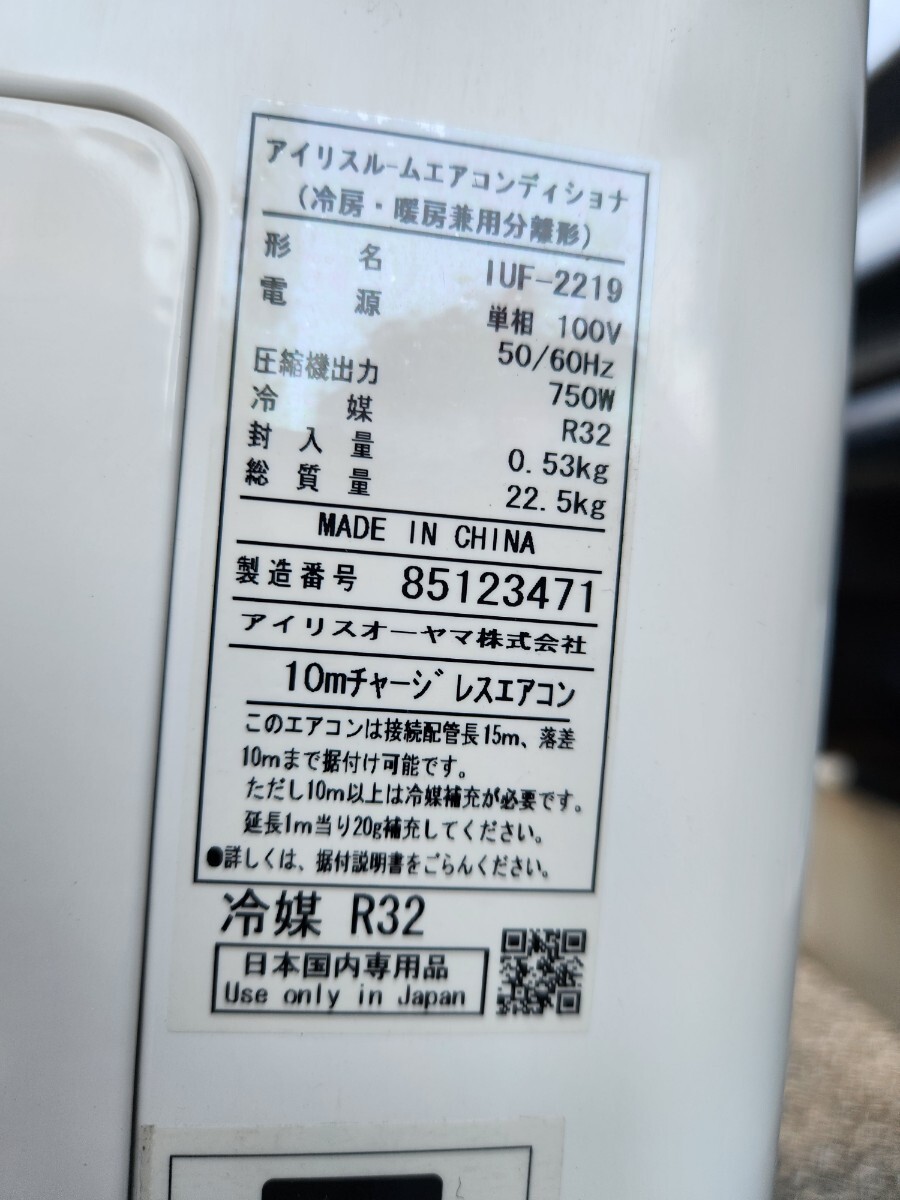 アイリスルームエアコンディショナ
(冷房・暖房兼用分離形)
形名 IUF-2219
電源 単相 100V
50/60Hz
圧縮機出力 750W
冷媒 R32
封入量 0.53kg
総質量 22.5kg
MADE IN CHINA
製造番号 85123471
アイリスオーヤマ株式会社
10mチャージレスエアコン
このエアコンは接続配管長15m、落差
10mまで据付け可能です。
ただし10m以上は冷媒補充が必要です。
延長1m当り20g補充してください。
●詳しくは、据付説明書をごらんください。
冷媒 R32
日本国内専用品
Use only in Japan